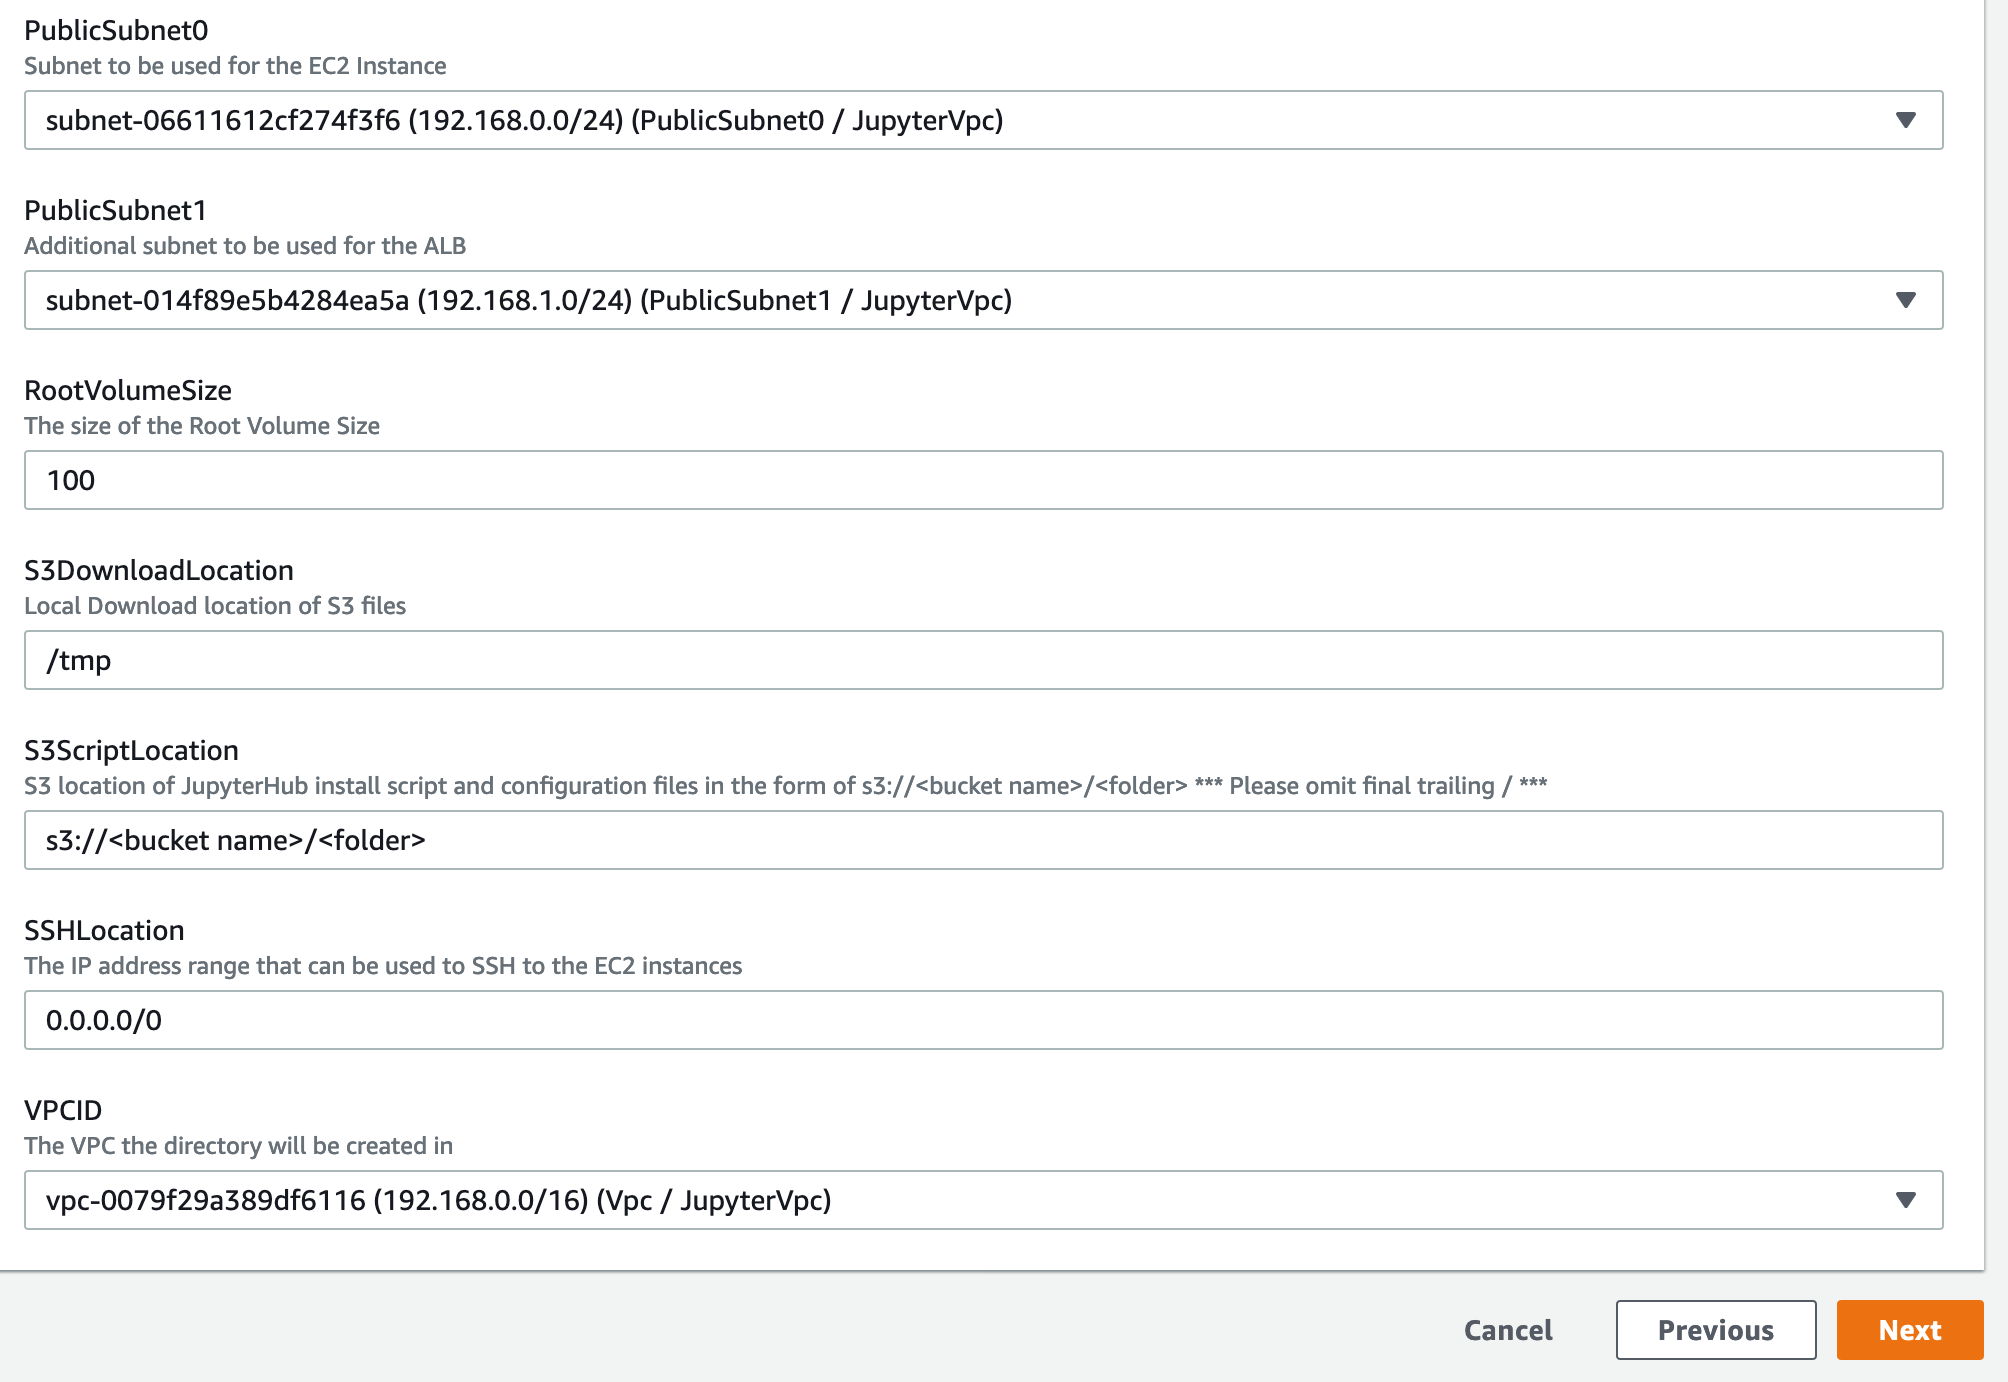 PublicSubnet0
Subnet to be used for the EC2 Instance
subnet-06611612cf274f3f6 (192.168.0.0/24) (PublicSubnet0 / JupyterVpc)
PublicSubnet1
Additional subnet to be used for the ALB
subnet-014f89e5b4284ea5a (192.168.1.0/24) (PublicSubnet1 / JupyterVpc)
RootVolumeSize
The size of the Root Volume Size
100
S3DownloadLocation
Local Download location of S3 files
/tmp
S3ScriptLocation
S3 location of JupyterHub install script and configuration files in the form of s3://<bucket name>/<folder> *** Please omit final trailing / ***
s3://<bucket name>/<folder>
SSHLocation
The IP address range that can be used to SSH to the EC2 instances
0.0.0.0/0
VPCID
The VPC the directory will be created in
vpc-0079f29a389df6116 (192.168.0.0/16) (Vpc / JupyterVpc)
Cancel Previous Next